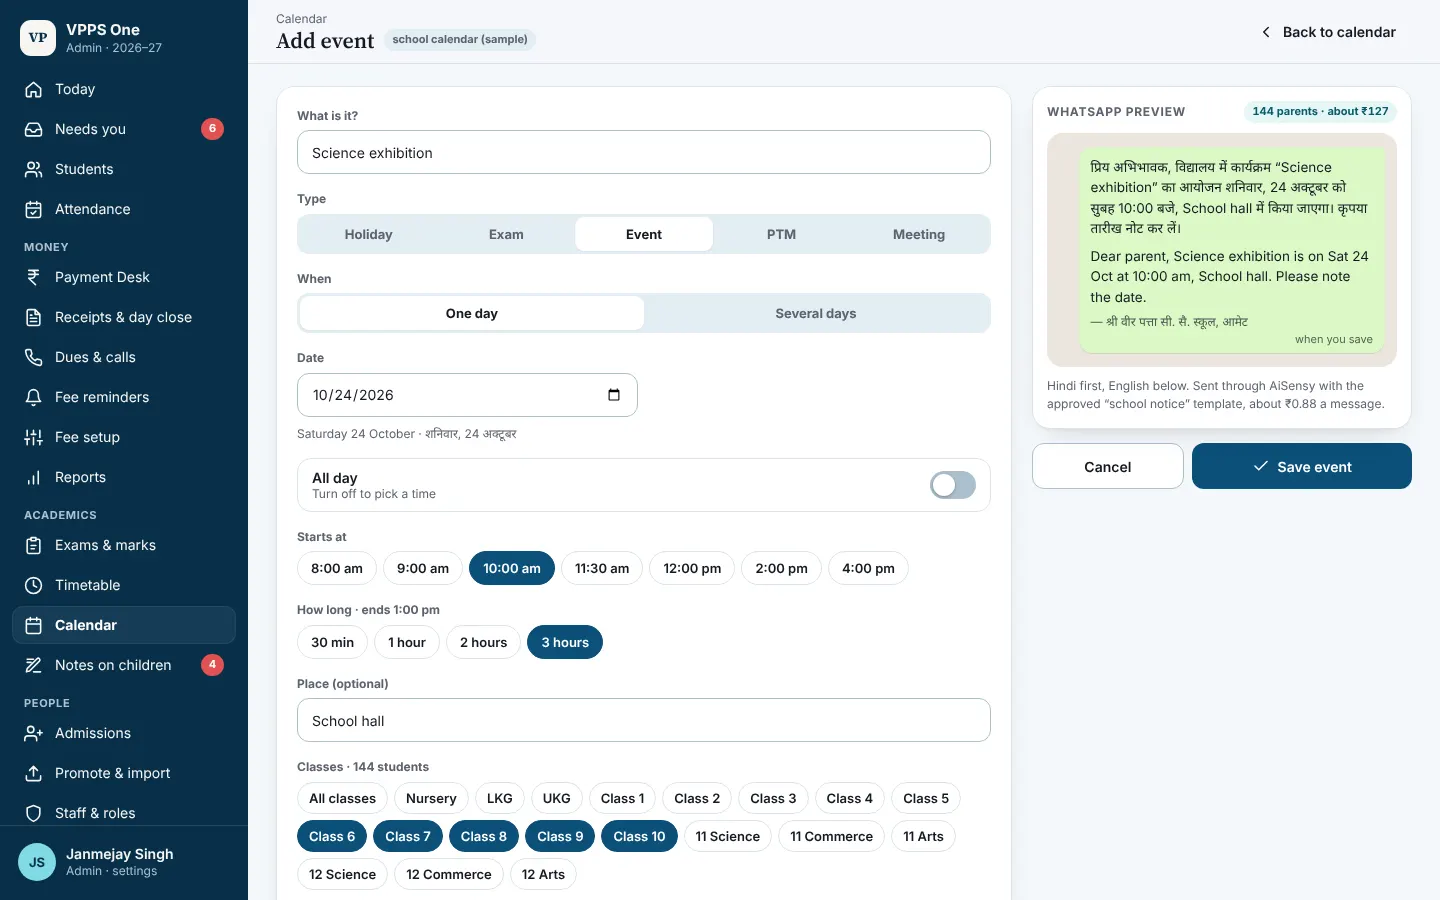 VP
VPPS One
Admin · 2026–27
Today
Needs you 6
Students
Attendance
MONEY
Payment Desk
Receipts & day close
Dues & calls
Fee reminders
Fee setup
Reports
ACADEMICS
Exams & marks
Timetable
Calendar
Notes on children 4
PEOPLE
Admissions
Promote & import
Staff & roles
JS
Janmejay Singh
Admin · settings
Calendar
Add event school calendar (sample)
Back to calendar
What is it?
Science exhibition
Type
Holiday Exam Event PTM Meeting
When
One day Several days
Date
10/24/2026
Saturday 24 October · शनिवार, 24 अक्टूबर
All day
Turn off to pick a time
Starts at
8:00 am 9:00 am 10:00 am 11:30 am 12:00 pm 2:00 pm 4:00 pm
How long · ends 1:00 pm
30 min 1 hour 2 hours 3 hours
Place (optional)
School hall
Classes · 144 students
All classes Nursery LKG UKG Class 1 Class 2 Class 3 Class 4 Class 5
Class 6 Class 7 Class 8 Class 9 Class 10 11 Science 11 Commerce 11 Arts
12 Science 12 Commerce 12 Arts
WHATSAPP PREVIEW 144 parents · about ₹127
प्रिय अभिभावक, विद्यालय में कार्यक्रम “Science
exhibition” का आयोजन शनिवार, 24 अक्टूबर को
सुबह 10:00 बजे, School hall में किया जाएगा। कृपया
तारीख नोट कर लें।
Dear parent, Science exhibition is on Sat 24
Oct at 10:00 am, School hall. Please note
the date.
— श्री वीर पत्ता सी. सै. स्कूल, आमेट
when you save
Hindi first, English below. Sent through AiSensy with the
approved “school notice” template, about ₹0.88 a message.
Cancel Save event